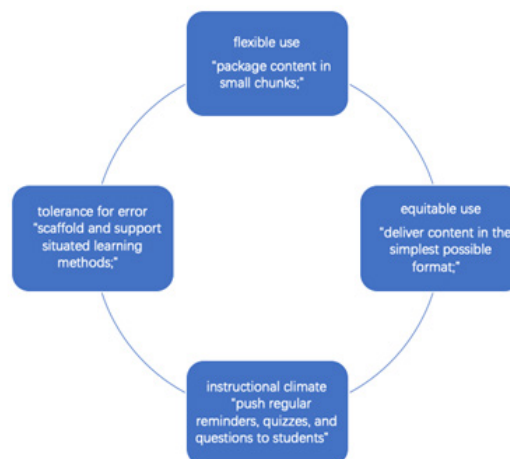 flexible use
"package content in
small chunks;"
tolerance for error
"scaffold and support
situated learning
methods;"
equitable use
"deliver content in the
simplest possible
format;"
instructional climate
"push regular
reminders, quizzes, and
questions to students"